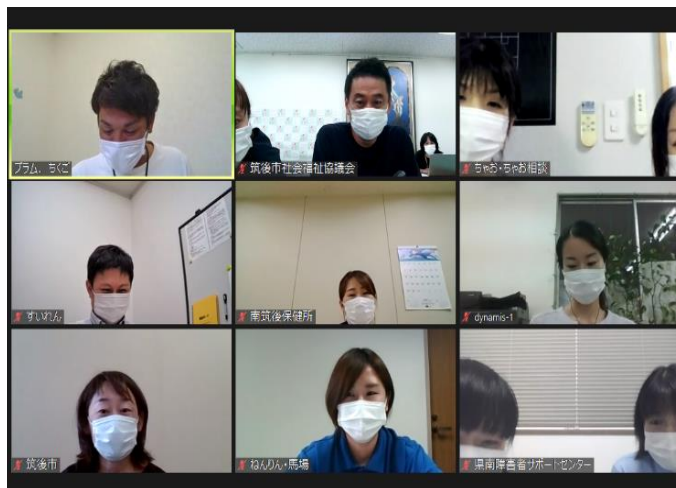 プラム．ちくご
筑後市社会福祉協議会
ちゃお・ちゃお相談
すいれん
南筑後保健所
dynamis-1
筑後市
ねんりん・馬場
県南障害者サポートセンター